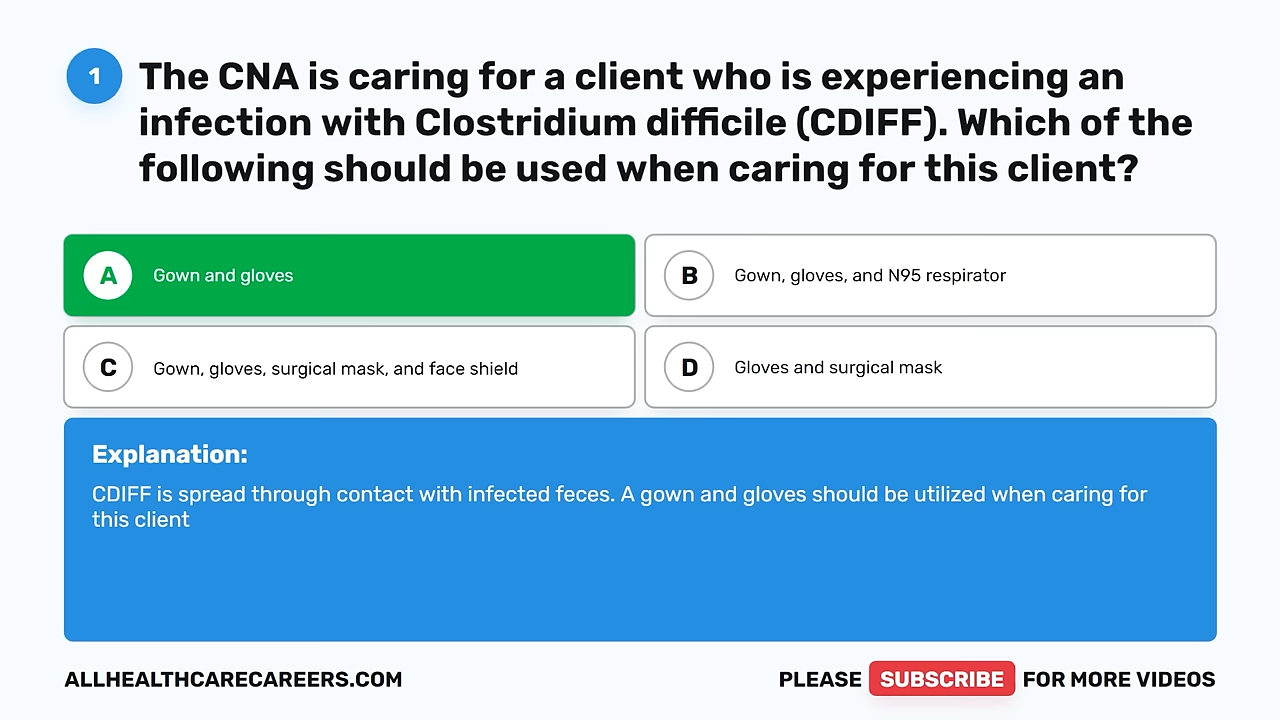 1
The CNA is caring for a client who is experiencing an
infection with Clostridium difficile (CDIFF). Which of the
following should be used when caring for this client?
A Gown and gloves
B Gown, gloves, and N95 respirator
C Gown, gloves, surgical mask, and face shield
D Gloves and surgical mask
Explanation:
CDIFF is spread through contact with infected feces. A gown and gloves should be utilized when caring for
this client
ALLHEALTHCARECAREERS.COM
PLEASE SUBSCRIBE FOR MORE VIDEOS